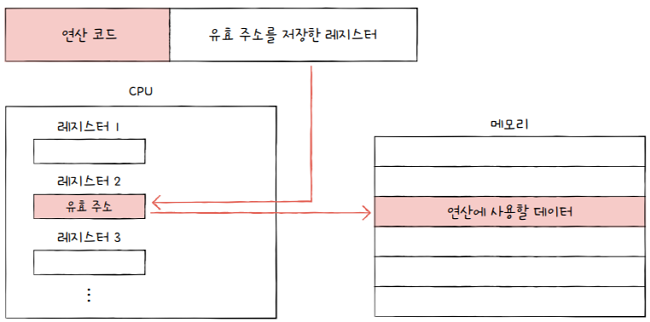 연산 코드
유효 주소를 저장한 레지스터
CPU
레지스터 1
레지스터 2
유효 주소
레지스터 3
⋮
메모리
연산에 사용할 데이터